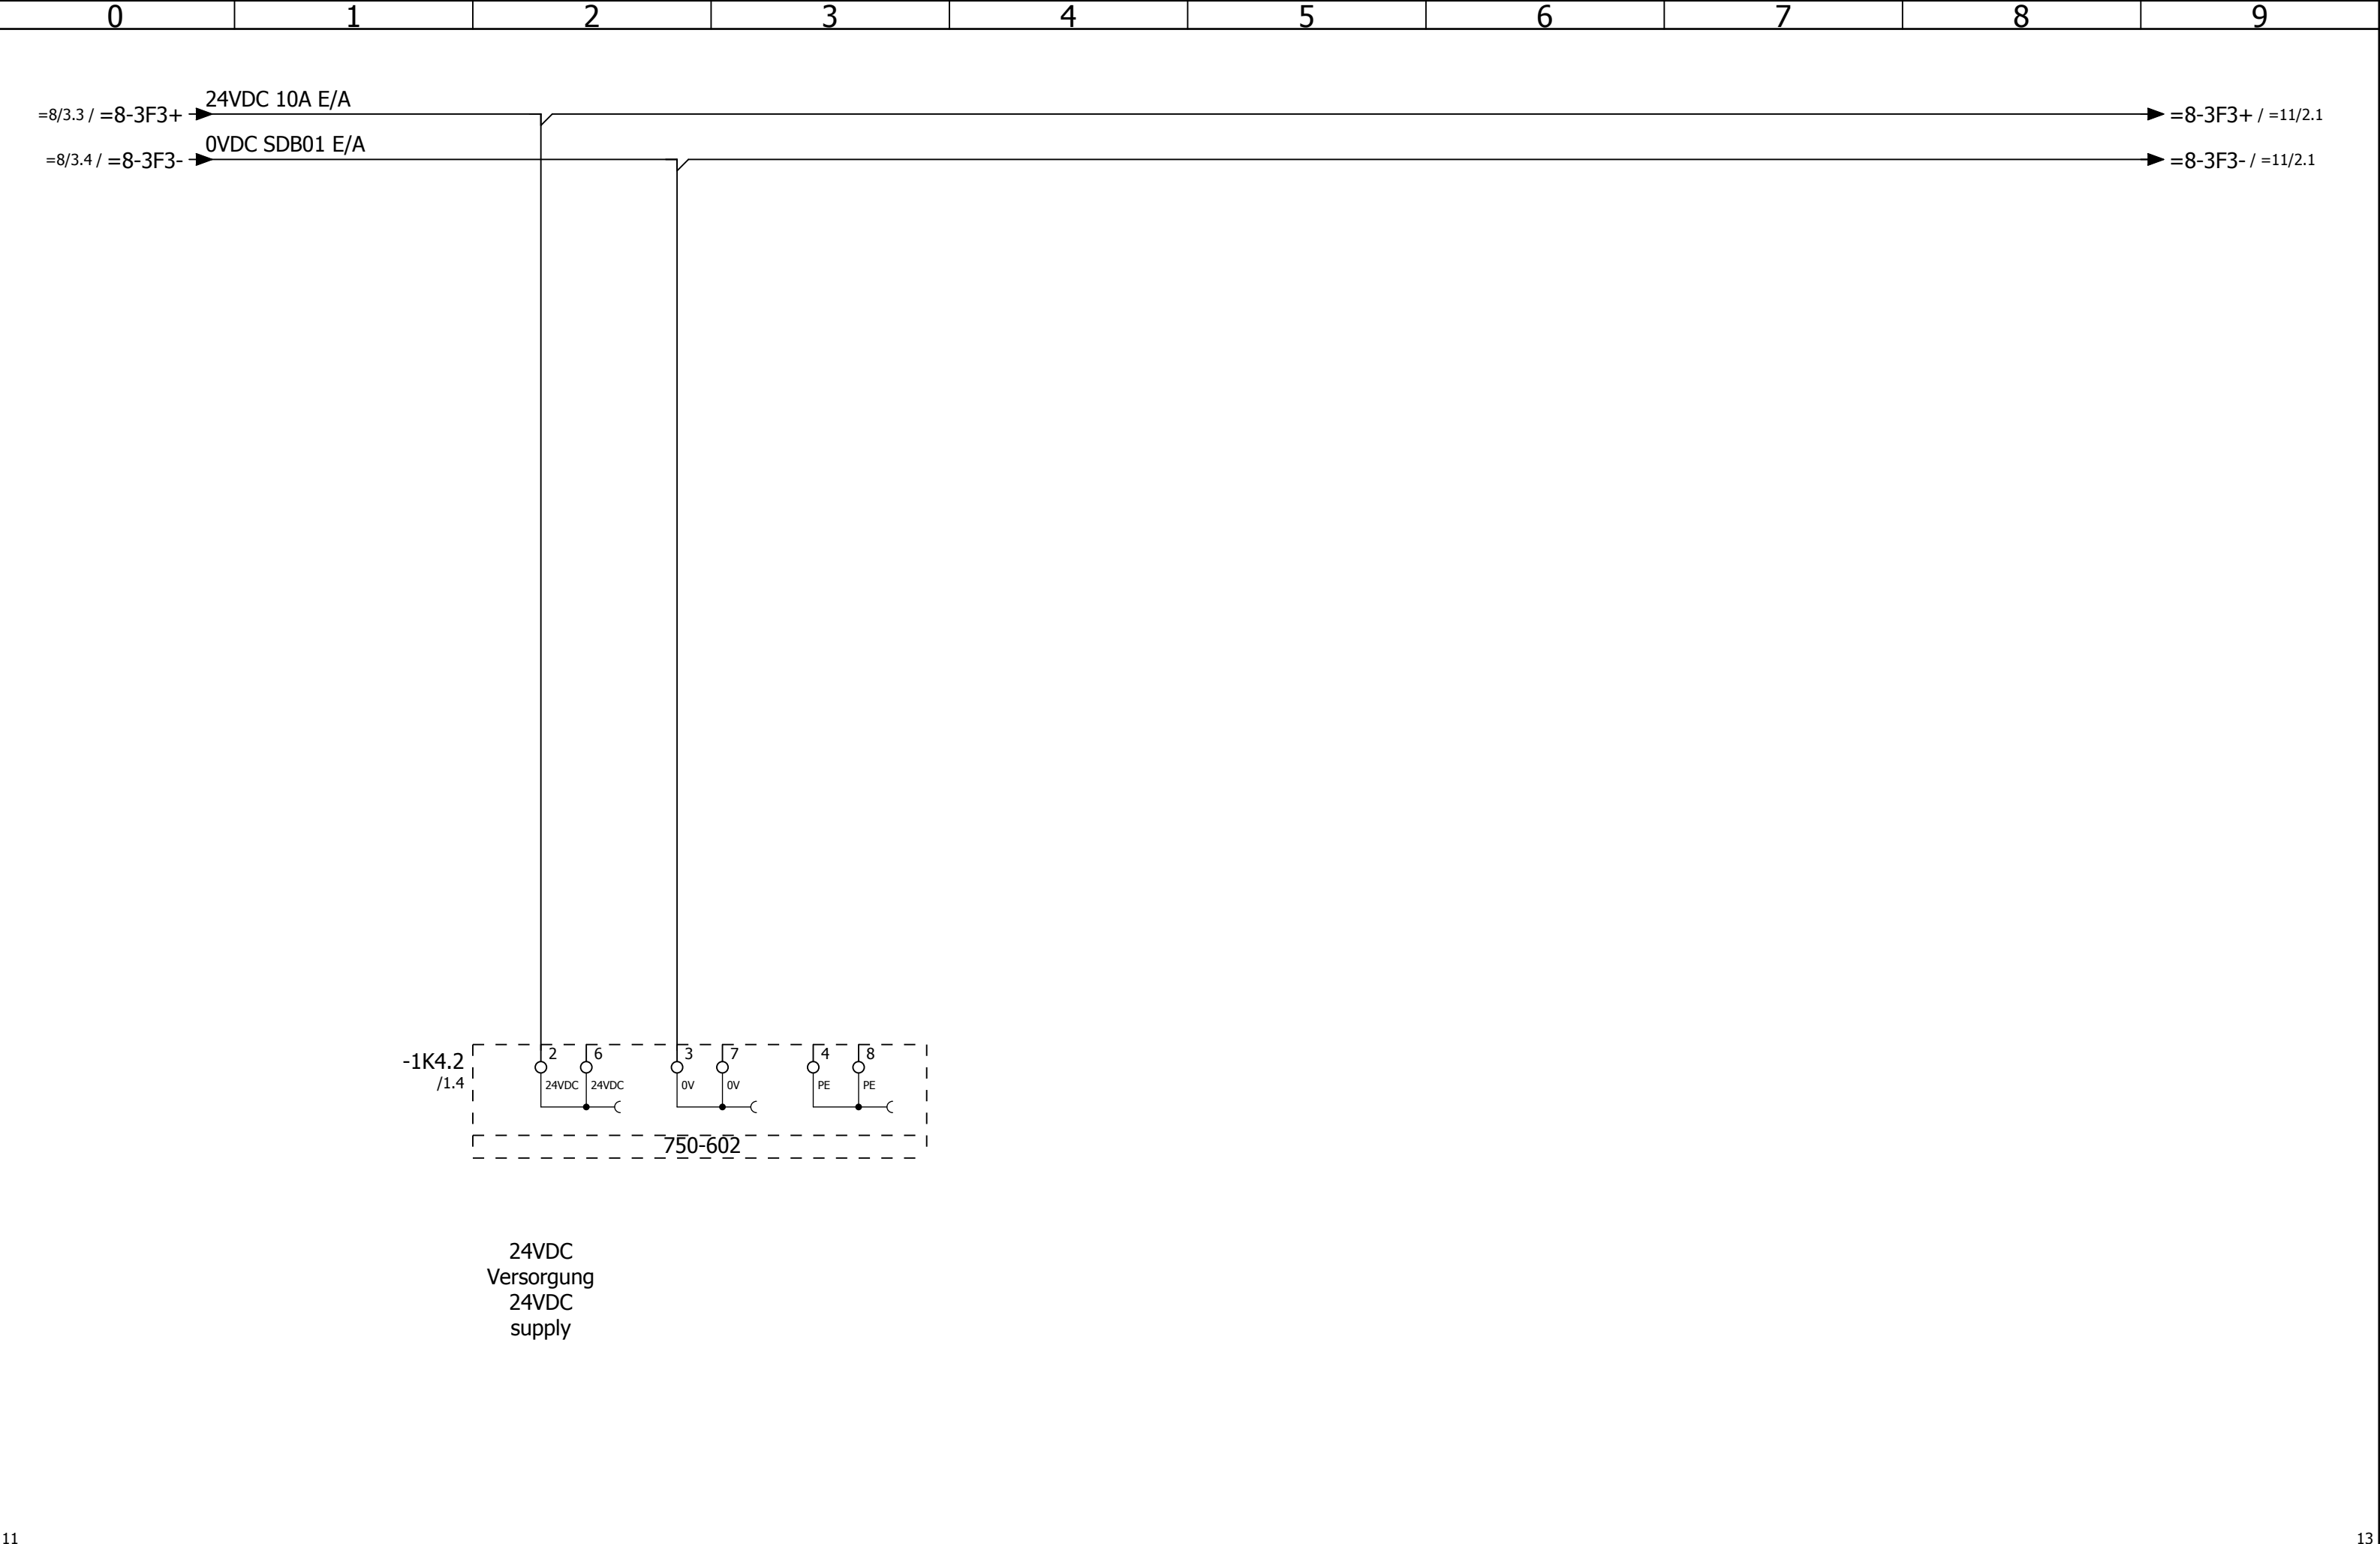 0 1 2 3 4 5 6 7 8 9
24VDC 10A E/A
=8/3.3 / =8-3F3+ =8-3F3+ / =11/2.1
0VDC SDB01 E/A
=8/3.4 / =8-3F3- =8-3F3- / =11/2.1
2 6 3 7 4 8
-1K4.2
/1.4
24VDC 24VDC 0V 0V PE PE
750-602
24VDC
Versorgung
24VDC
supply
11 13